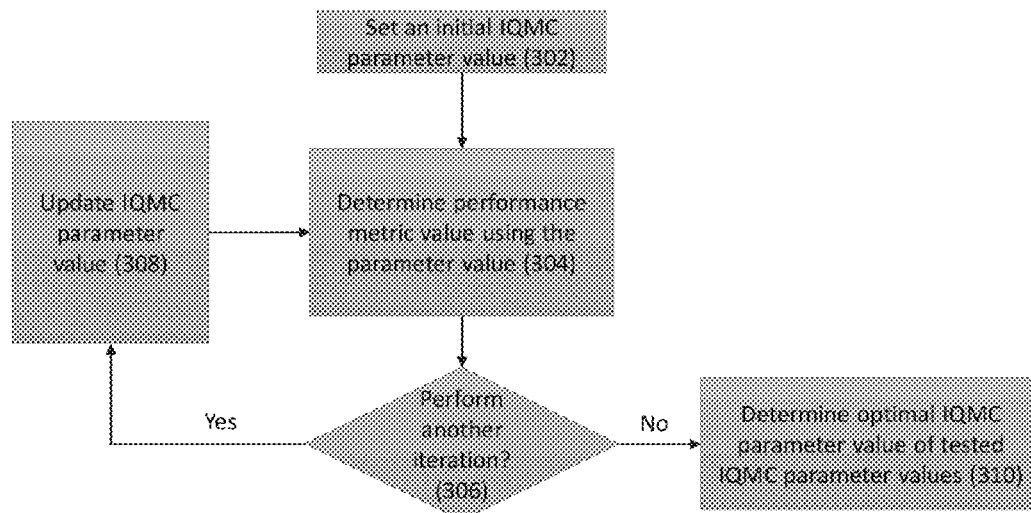 Set an initial IQMC
parameter value (302)
Update IQMC
parameter
value (308)
Determine performance
metric value using the
parameter value (304)
Perform
another
iteration?
(306)
Yes
No
Determine optimal IQMC
parameter value of tested
IQMC parameter values (310)